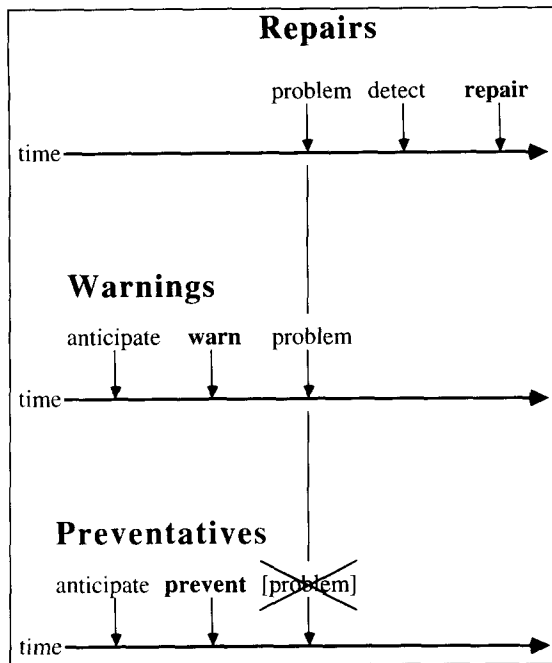 Repairs
problem detect repair
time
Warnings
anticipate warn problem
time
Preventatives
anticipate prevent [problem]
time